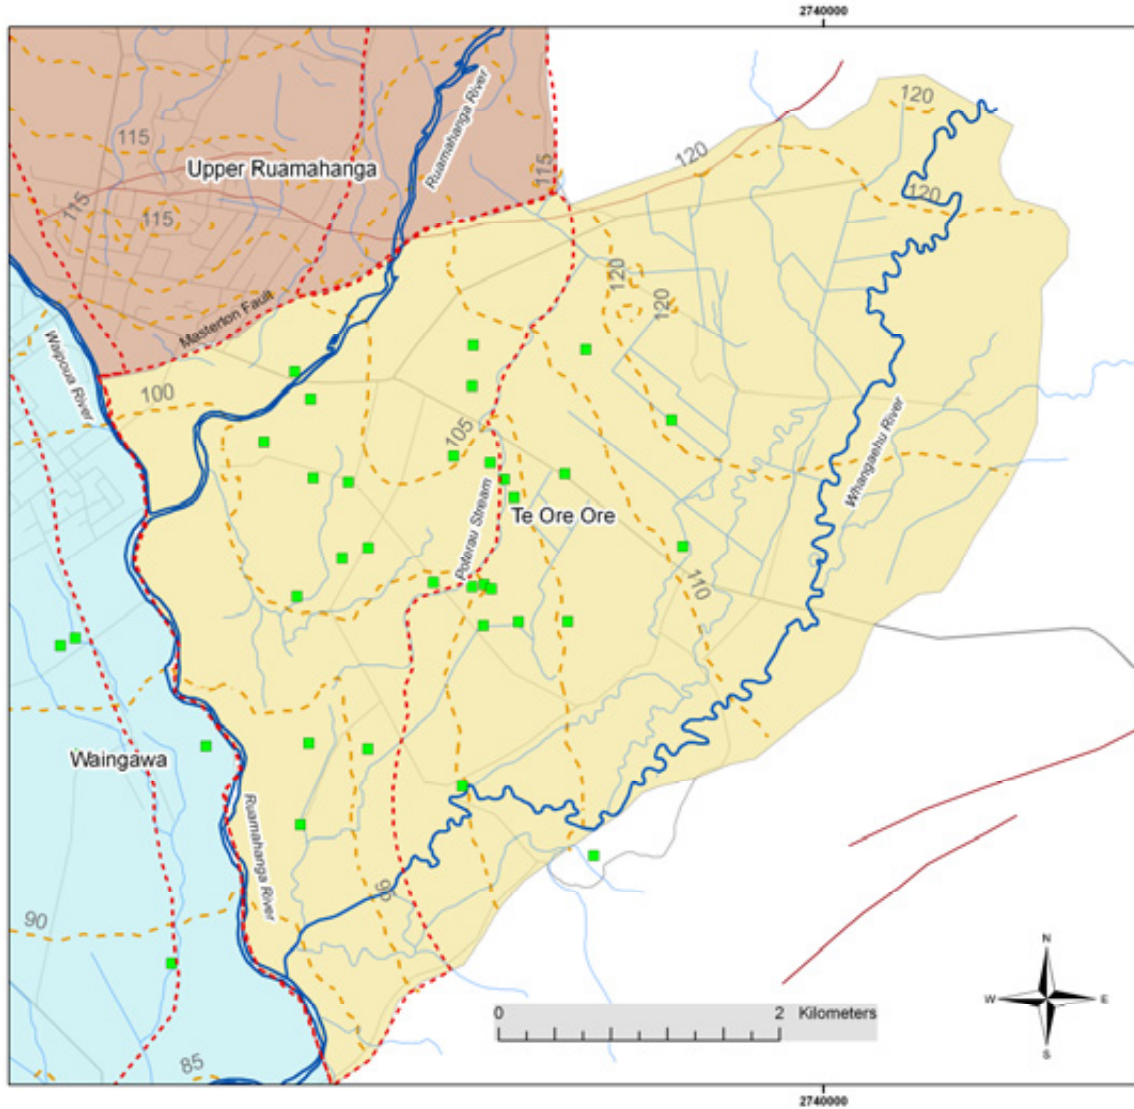 2740000
120
115
Ruamahanga River
120
Upper Ruamahanga
115
120
115
115
120
120
Masterton Fault
Waipoua River
100
105
Whangaehu River
Poterau Stream
Te Ore Ore
110
Waingawa
Ruamahanga River
95
90
N
W E
S
0 2 Kilometers
85
2740000